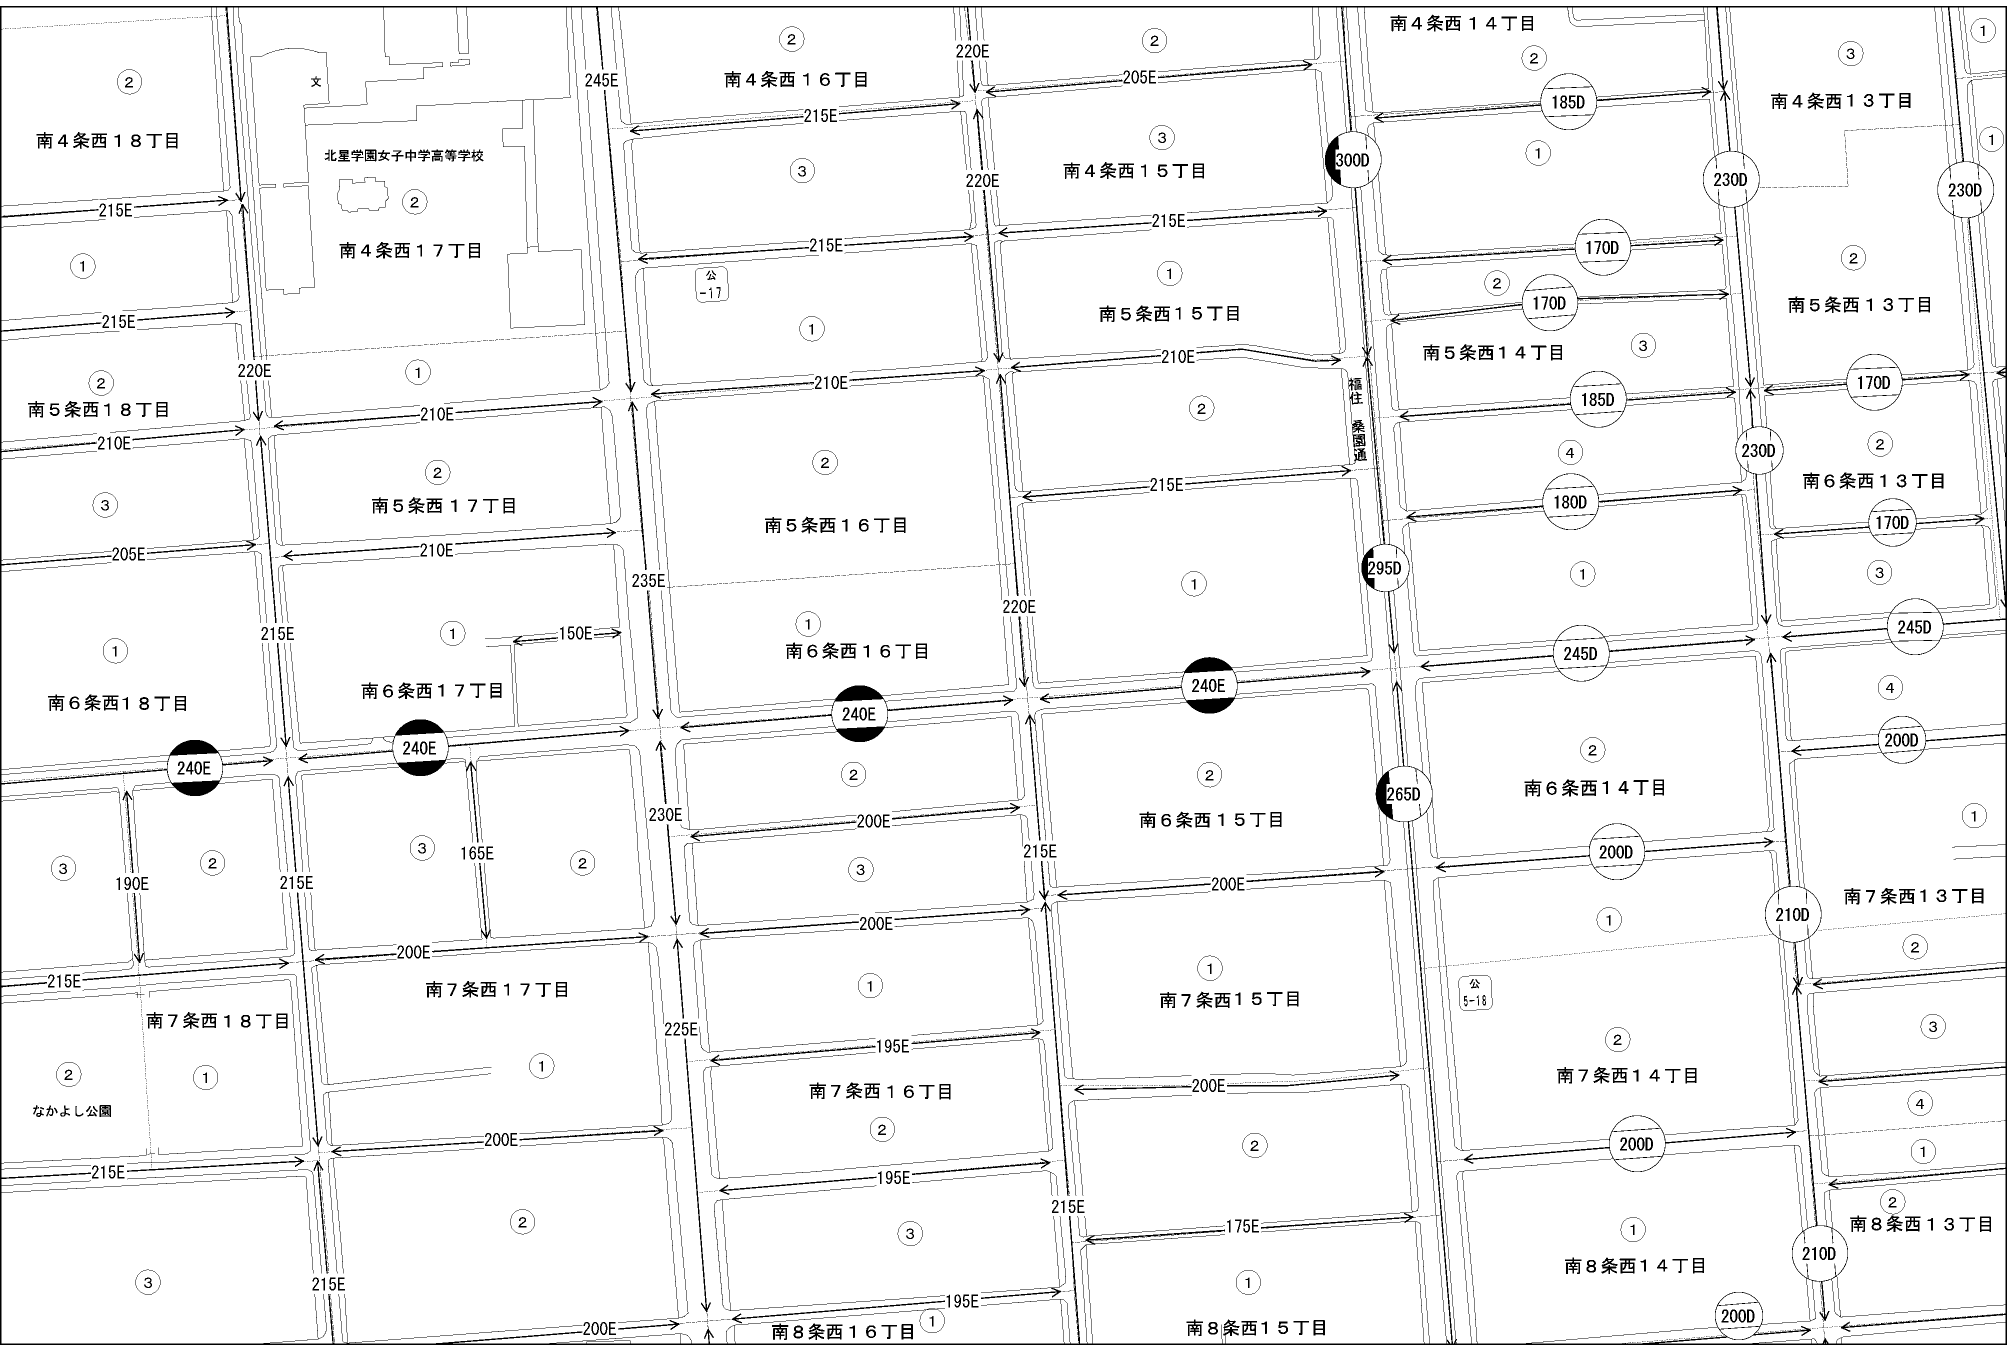 南4条西14丁目
②
①
220E
②
②
②
③
245E
南4条西16丁目
205E
②
文
南4条西13丁目
185D
215E
南4条西18丁目
③
①
①
北星学園女子中学高等学校
300D
③
南4条西15丁目
220E
230D
230D
②
215E
215E
南4条西17丁目
215E
170D
①
公
-17
①
②
②
170D
南5条西15丁目
南5条西13丁目
215E
①
南5条西14丁目
③
210E
220E
①
210E
170D
②
福住
桑園通
185D
南5条西18丁目
210E
②
210E
②
②
④
230D
南6条西13丁目
②
215E
③
南5条西17丁目
180D
南5条西16丁目
170D
205E
210E
295D
①
①
③
235E
220E
215E
①
150E
①
245D
①
南6条西16丁目
245D
南6条西18丁目
南6条西17丁目
240E
④
240E
240E
240E
200D
②
②
②
南6条西14丁目
265D
230E
200E
南6条西15丁目
①
③
②
190E
215E
③
165E
②
③
215E
200E
200D
南7条西13丁目
210D
①
②
200E
200E
215E
南7条西17丁目
①
①
南7条西15丁目
公
5-18
南7条西18丁目
225E
195E
③
②
②
①
①
南7条西14丁目
なかよし公園
南7条西16丁目
200E
④
②
200E
②
200D
①
215E
195E
②
215E
②
③
175E
①
南8条西13丁目
210D
南8条西14丁目
③
215E
①
195E
200E
南8条西16丁目
①
南8条西15丁目
200D